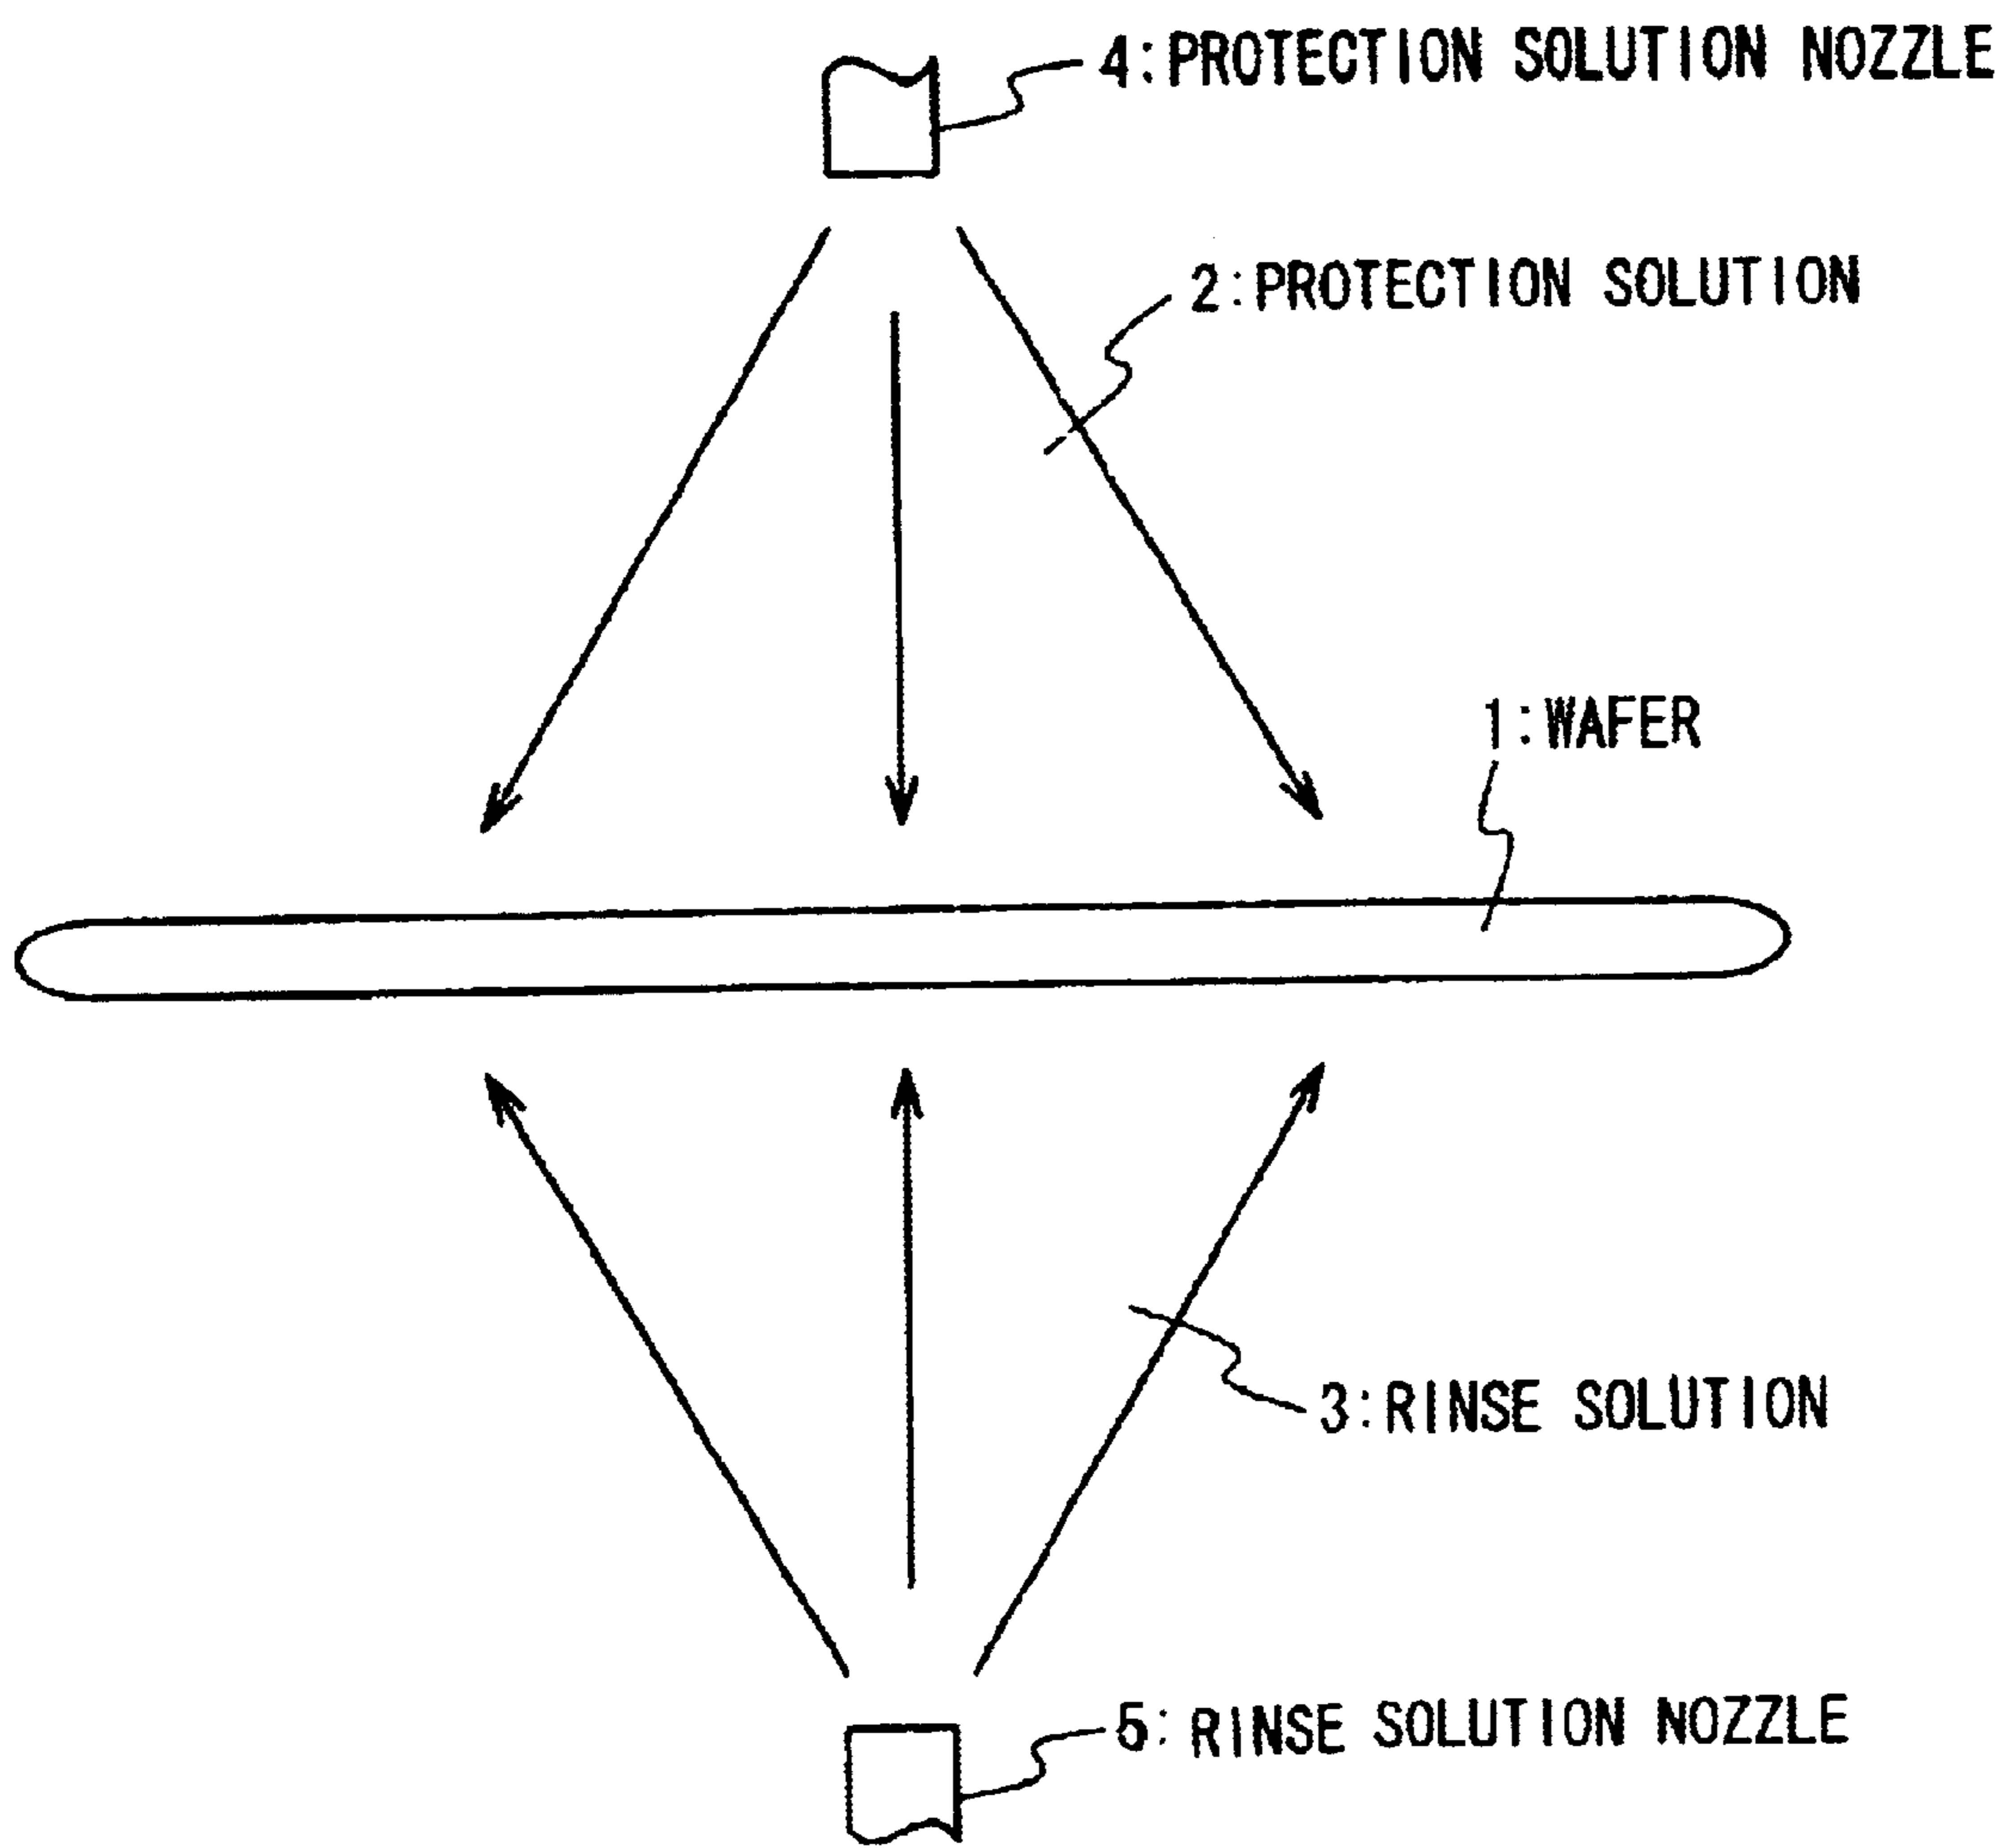 4:PROTECTION SOLUTION NOZZLE
2:PROTECTION SOLUTION
1:WAFER
3:RINSE SOLUTION
5:RINSE SOLUTION NOZZLE